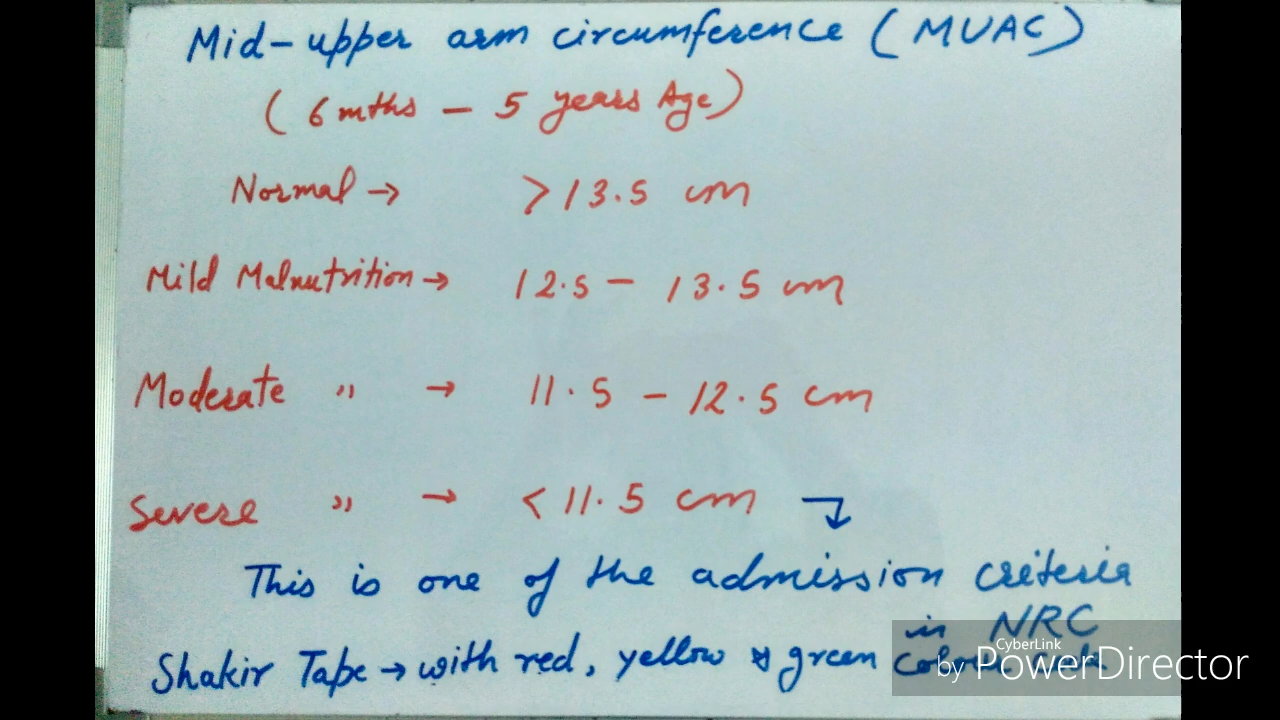 Mid-upper arm circumference (MUAC)
(6 mths - 5 years Age)
Normal → >13.5 cm
Mild Malnutrition → 12.5 - 13.5 cm
Moderate " → 11.5 - 12.5 cm
Severe " → <11.5 cm ↴
This is one of the admission criteria
in NRC
Shakir Tape → with red, yellow & green
CyberLink
by PowerDirector